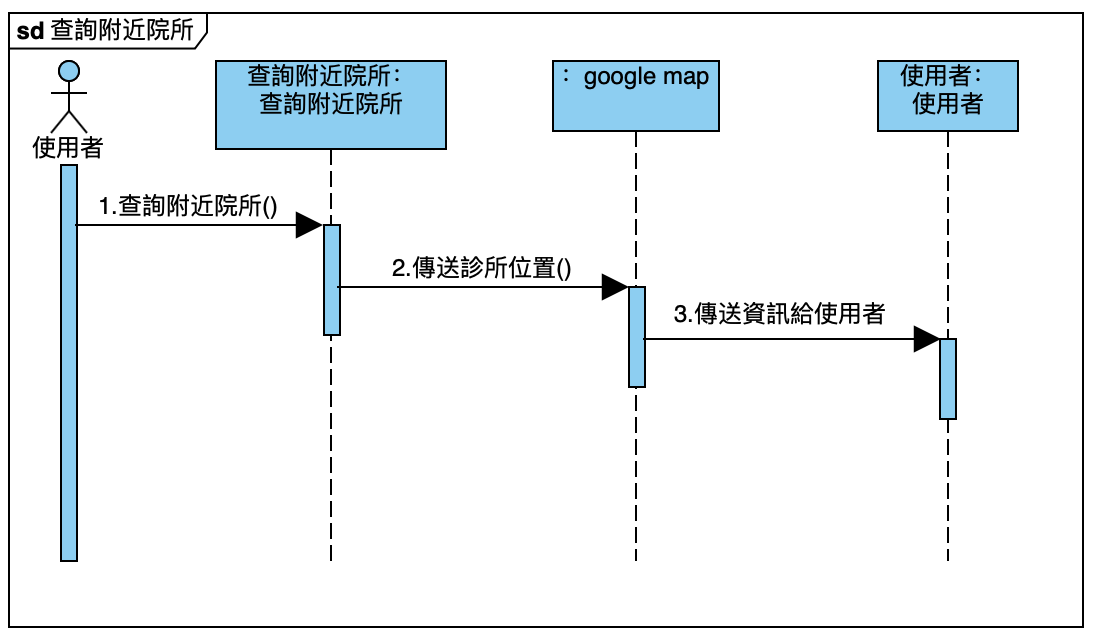 sd 查詢附近院所
使用者
查詢附近院所：
查詢附近院所
： google map
使用者：
使用者
1.查詢附近院所()
2.傳送診所位置()
3.傳送資訊給使用者